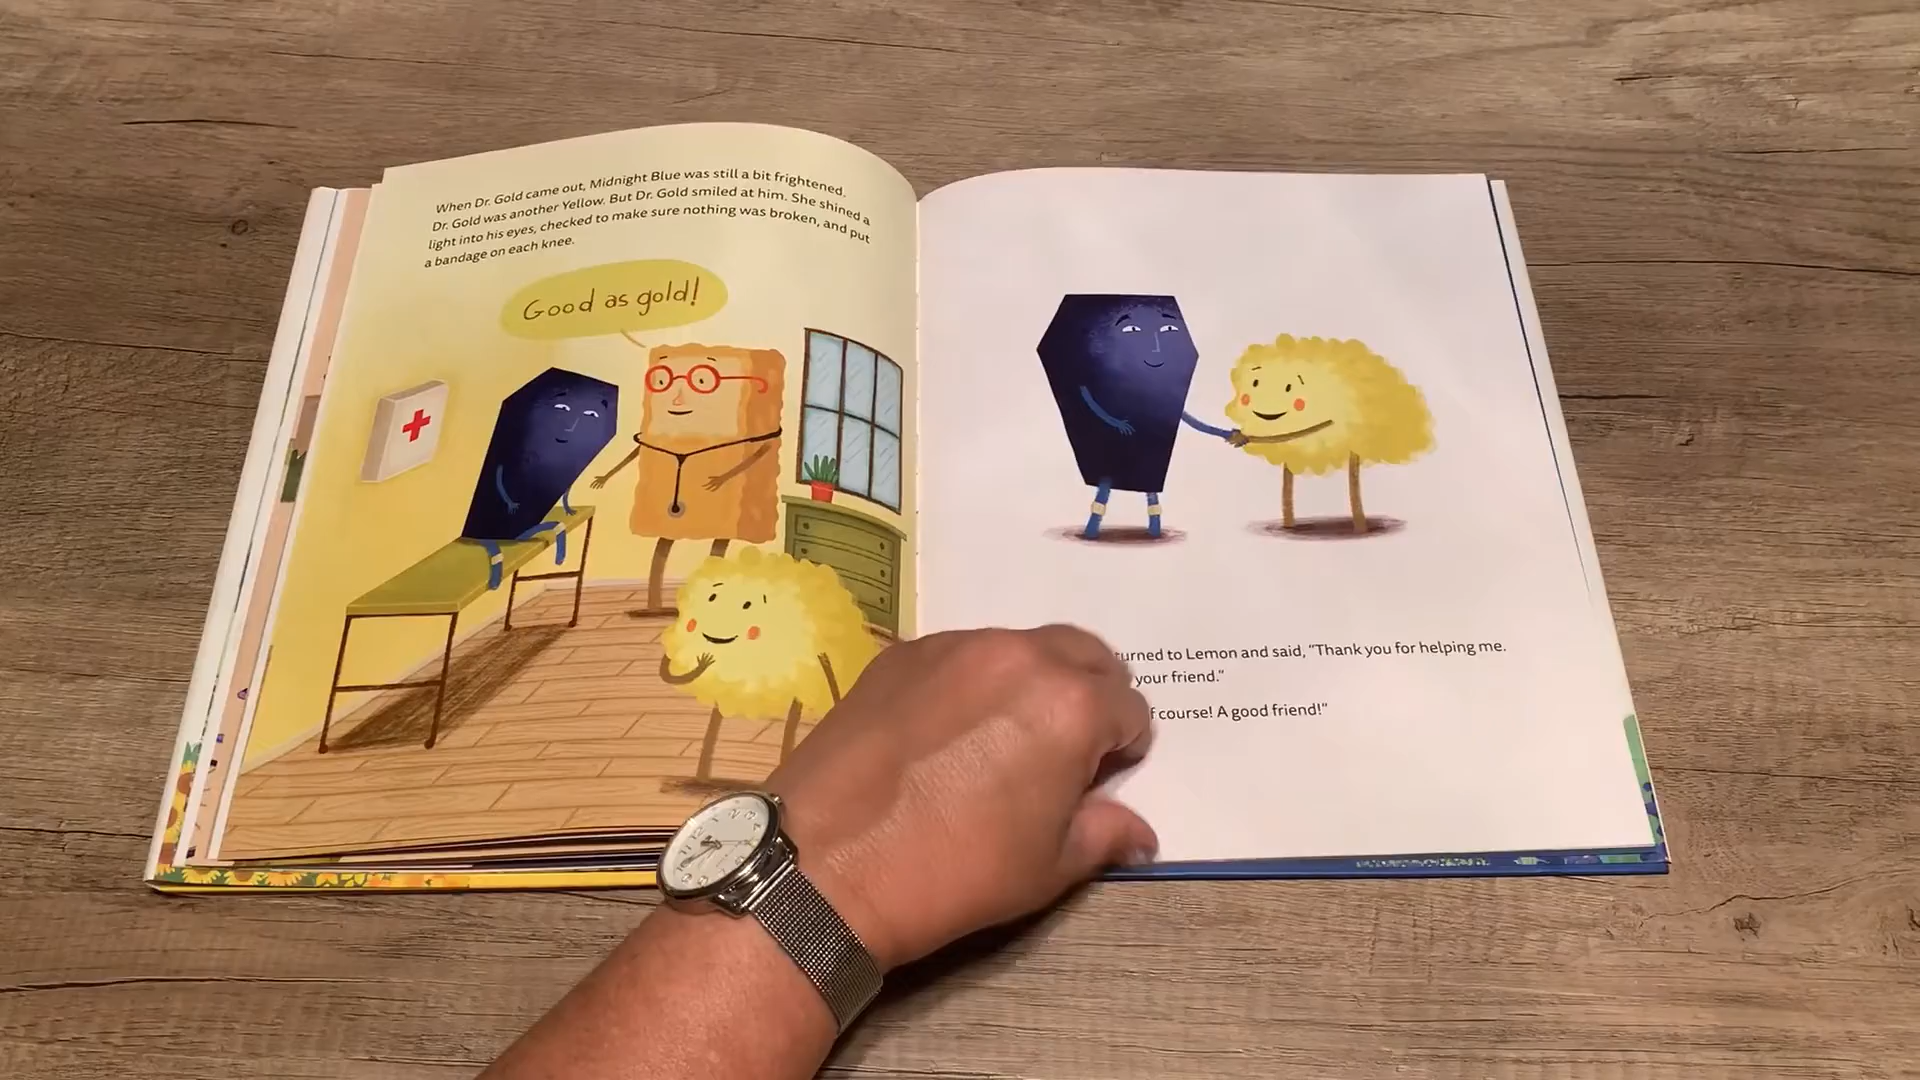 When Dr. Gold came out, Midnight Blue was still a bit frightened.
Dr. Gold was another Yellow. But Dr. Gold smiled at him. She shined a
light into his eyes, checked to make sure nothing was broken, and put
a bandage on each knee.
Good as gold!
turned to Lemon and said, "Thank you for helping me.
your friend."
course! A good friend!"